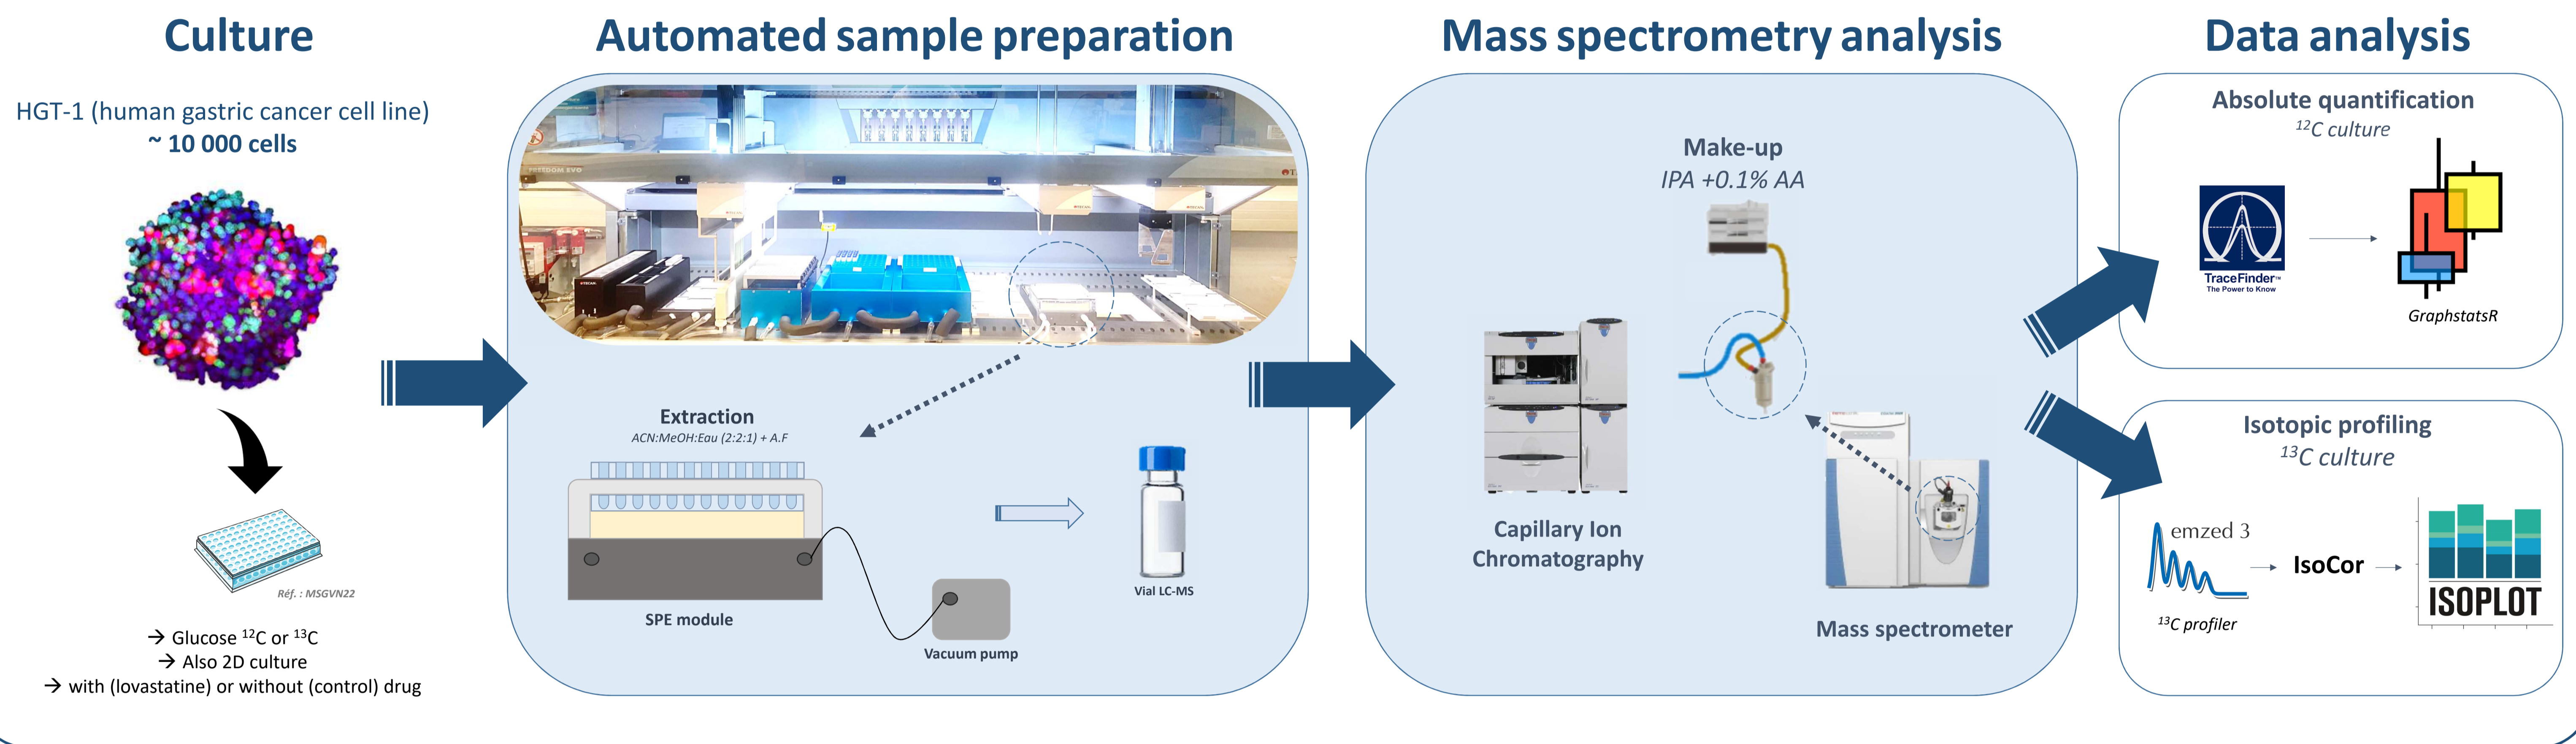 Culture
HGT-1 (human gastric cancer cell line)
~ 10 000 cells
Réf. : MSGVN22
→ Glucose ¹²C or ¹³C
→ Also 2D culture
→ with (lovastatine) or without (control) drug
Automated sample preparation
FREEDOM EVO
TECAN
Extraction
ACN:MeOH:Eau (2:2:1) + A.F
SPE module
Vacuum pump
Vial LC-MS
Mass spectrometry analysis
Make-up
IPA +0.1% AA
Capillary Ion
Chromatography
Mass spectrometer
Data analysis
Absolute quantification
¹²C culture
TraceFinder™
The Power to Know
GraphstatsR
Isotopic profiling
¹³C culture
emzed 3
¹³C profiler
IsoCor
ISOPLOT